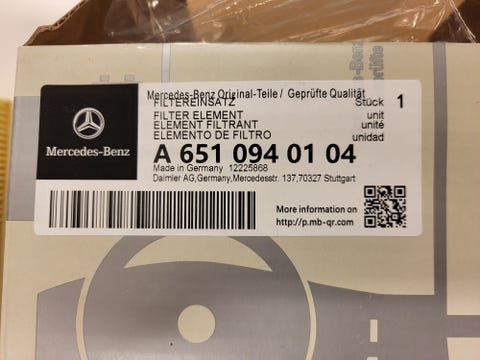 Mercedes-Benz Original-Teile / Geprüfte Qualität
FILTEREINSATZ
Stück 1
FILTER ELEMENT
unit
ELEMENT FILTRANT
unité
ELEMENTO DE FILTRO
unidad
Mercedes-Benz
A 651 094 01 04
Made in Germany 12225868
Daimler AG,Germany,Mercedesstr. 137,70327 Stuttgart
More information on
http://p.mb-qr.com/